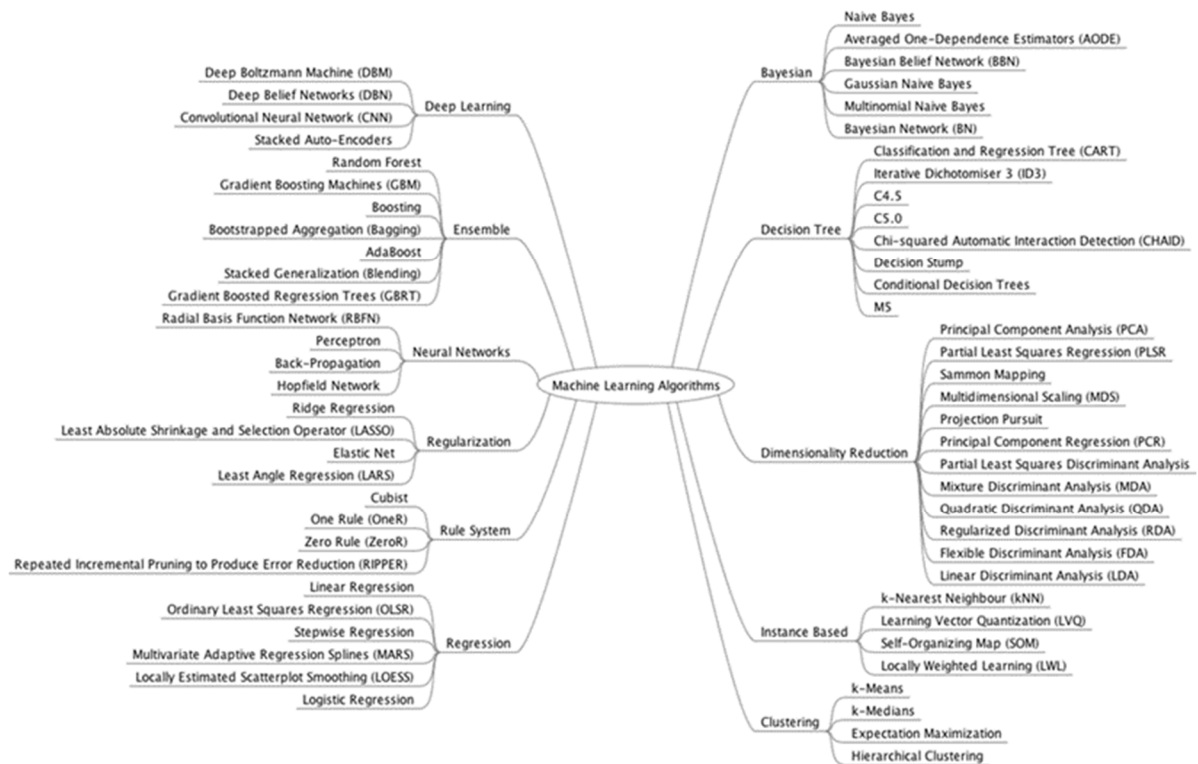 Machine Learning Algorithms
Deep Learning
Deep Boltzmann Machine (DBM)
Deep Belief Networks (DBN)
Convolutional Neural Network (CNN)
Stacked Auto-Encoders
Ensemble
Random Forest
Gradient Boosting Machines (GBM)
Boosting
Bootstrapped Aggregation (Bagging)
AdaBoost
Stacked Generalization (Blending)
Gradient Boosted Regression Trees (GBRT)
Neural Networks
Radial Basis Function Network (RBFN)
Perceptron
Back-Propagation
Hopfield Network
Regularization
Ridge Regression
Least Absolute Shrinkage and Selection Operator (LASSO)
Elastic Net
Least Angle Regression (LARS)
Rule System
Cubist
One Rule (OneR)
Zero Rule (ZeroR)
Repeated Incremental Pruning to Produce Error Reduction (RIPPER)
Regression
Linear Regression
Ordinary Least Squares Regression (OLSR)
Stepwise Regression
Multivariate Adaptive Regression Splines (MARS)
Locally Estimated Scatterplot Smoothing (LOESS)
Logistic Regression
Bayesian
Naive Bayes
Averaged One-Dependence Estimators (AODE)
Bayesian Belief Network (BBN)
Gaussian Naive Bayes
Multinomial Naive Bayes
Bayesian Network (BN)
Decision Tree
Classification and Regression Tree (CART)
Iterative Dichotomiser 3 (ID3)
C4.5
C5.0
Chi-squared Automatic Interaction Detection (CHAID)
Decision Stump
Conditional Decision Trees
M5
Dimensionality Reduction
Principal Component Analysis (PCA)
Partial Least Squares Regression (PLSR
Sammon Mapping
Multidimensional Scaling (MDS)
Projection Pursuit
Principal Component Regression (PCR)
Partial Least Squares Discriminant Analysis
Mixture Discriminant Analysis (MDA)
Quadratic Discriminant Analysis (QDA)
Regularized Discriminant Analysis (RDA)
Flexible Discriminant Analysis (FDA)
Linear Discriminant Analysis (LDA)
Instance Based
k-Nearest Neighbour (kNN)
Learning Vector Quantization (LVQ)
Self-Organizing Map (SOM)
Locally Weighted Learning (LWL)
Clustering
k-Means
k-Medians
Expectation Maximization
Hierarchical Clustering